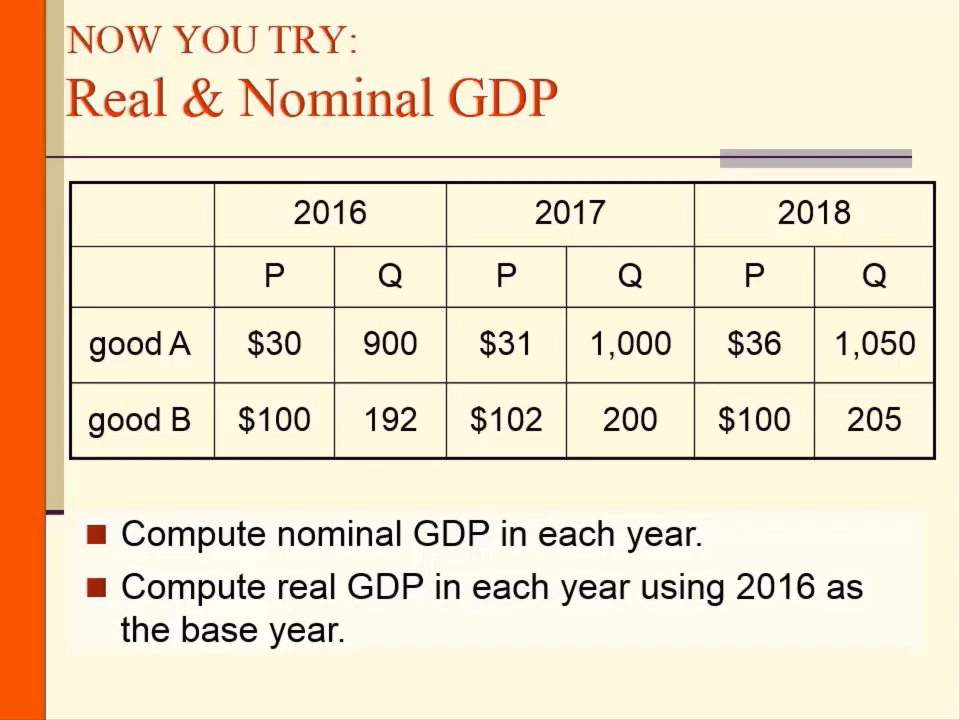 NOW YOU TRY:
Real & Nominal GDP
2016 2017 2018
P Q P Q P Q
good A $30 900 $31 1,000 $36 1,050
good B $100 192 $102 200 $100 205
Compute nominal GDP in each year.
Compute real GDP in each year using 2016 as
the base year.